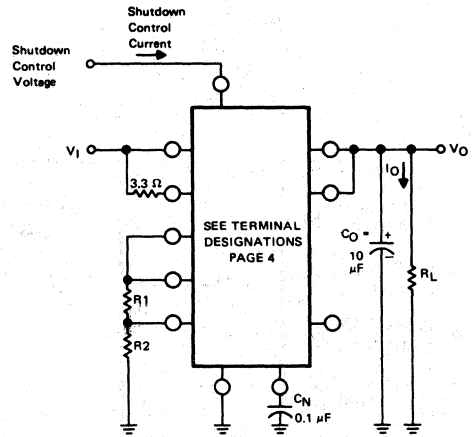 Shutdown
Control
Current
Shutdown
Control
Voltage
VI
VO
3.3 Ω
IO
SEE TERMINAL
DESIGNATIONS
PAGE 4
CO =
10
μF
+
−
RL
R1
R2
CN
0.1 μF